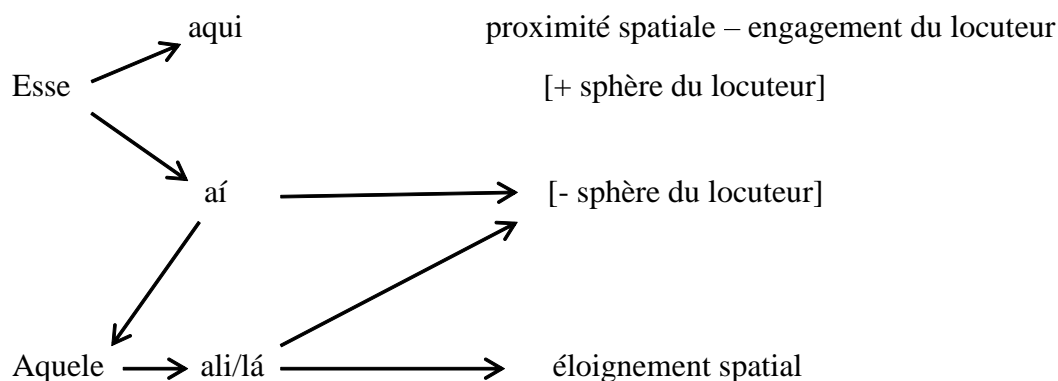 aqui proximité spatiale – engagement du locuteur
Esse [+ sphère du locuteur]
aí [- sphère du locuteur]
Aquele ali/lá éloignement spatial